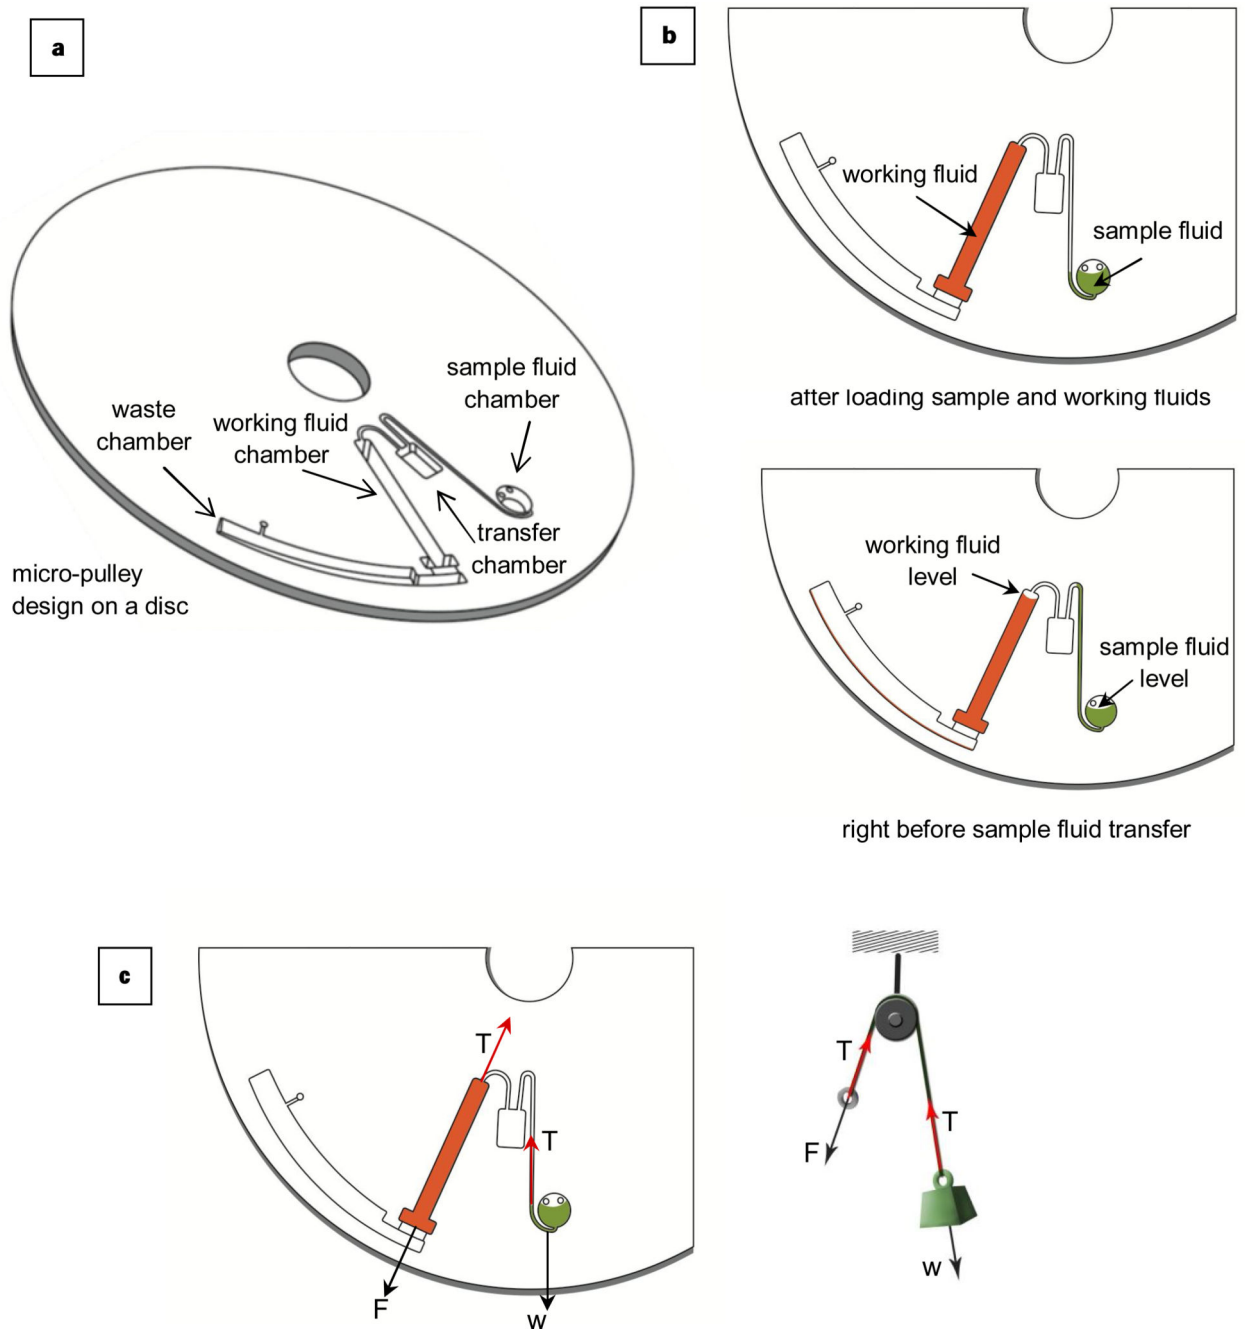 a
waste
chamber
working fluid
chamber
sample fluid
chamber
transfer
chamber
micro-pulley
design on a disc
b
working fluid
sample fluid
after loading sample and working fluids
working fluid
level
sample fluid
level
right before sample fluid transfer
c
T
T
F
w
T
T
F
w